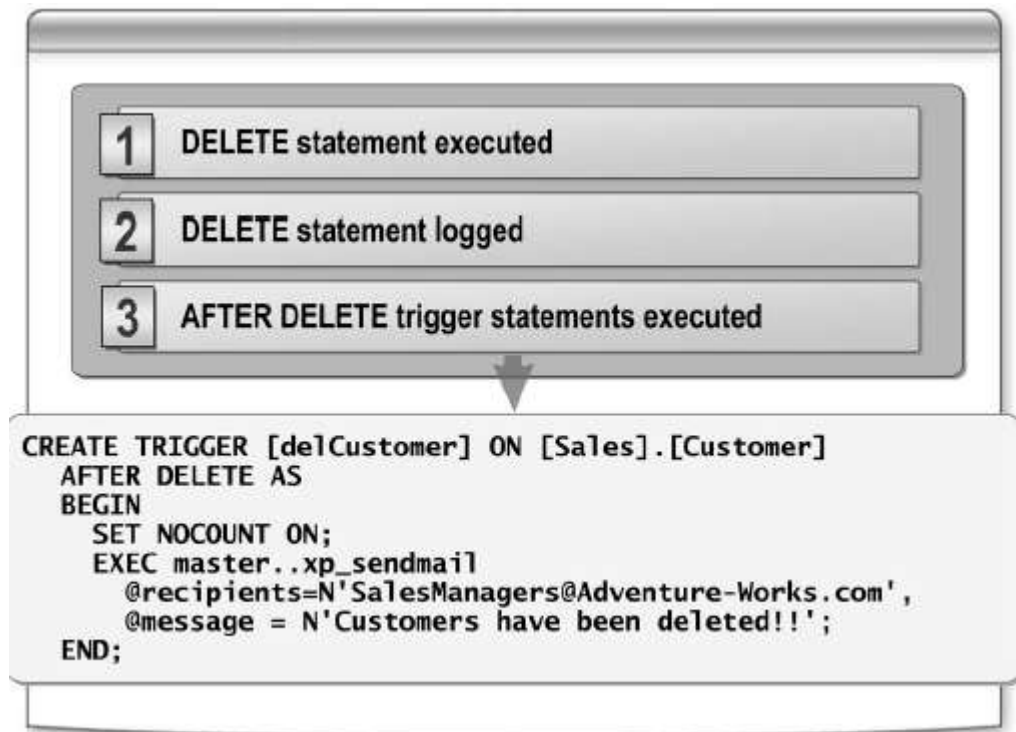 1 DELETE statement executed
2 DELETE statement logged
3 AFTER DELETE trigger statements executed
CREATE TRIGGER [delCustomer] ON [Sales].[Customer]
AFTER DELETE AS
BEGIN
SET NOCOUNT ON;
EXEC master..xp_sendmail
@recipients=N'SalesManagers@Adventure-Works.com',
@message = N'Customers have been deleted!!';
END;